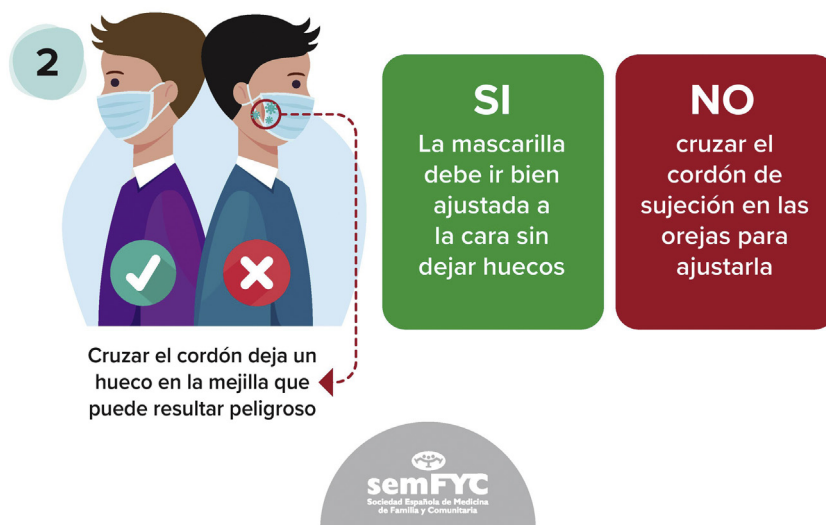 2
SI
La mascarilla
debe ir bien
ajustada a
la cara sin
dejar huecos
NO
cruzar el
cordón de
sujeción en las
orejas para
ajustarla
Cruzar el cordón deja un
hueco en la mejilla que
puede resultar peligroso
semFYC
Sociedad Española de Medicina
de Familia y Comunitaria